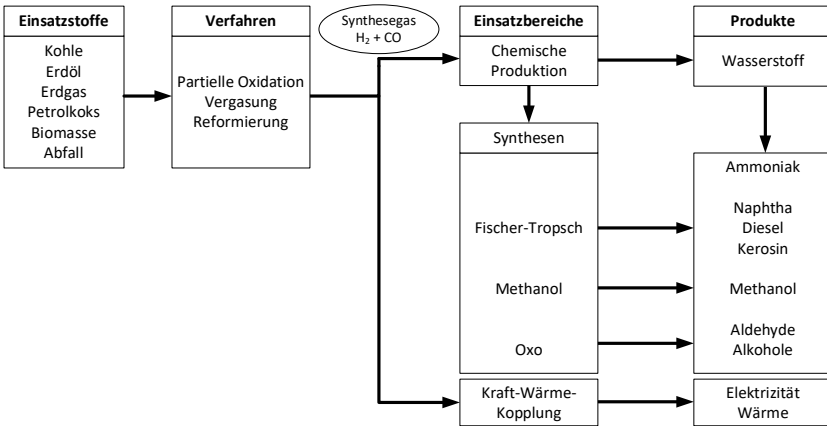 Einsatzstoffe
Kohle
Erdöl
Erdgas
Petrolkoks
Biomasse
Abfall
Verfahren
Partielle Oxidation
Vergasung
Reformierung
Synthesegas
H₂ + CO
Einsatzbereiche
Chemische
Produktion
Synthesen
Fischer-Tropsch
Methanol
Oxo
Kraft-Wärme-
Kopplung
Produkte
Wasserstoff
Ammoniak
Naphtha
Diesel
Kerosin
Methanol
Aldehyde
Alkohole
Elektrizität
Wärme